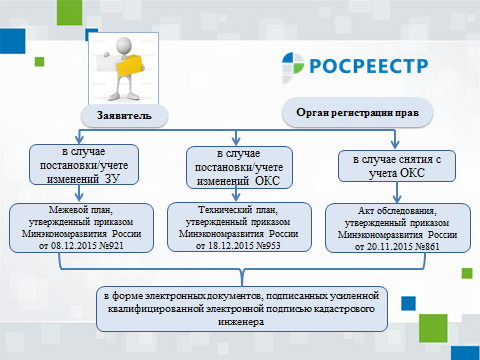 РОСРЕЕСТР
Заявитель
Орган регистрации прав
в случае
постановки/учете
изменений ЗУ
в случае
постановки/учете
изменений ОКС
в случае снятия с
учета ОКС
Межевой план,
утвержденный приказом
Минэкономразвития России
от 08.12.2015 №921
Технический план,
утвержденный приказом
Минэкономразвития России
от 18.12.2015 №953
Акт обследования,
утвержденный приказом
Минэкономразвития России
от 20.11.2015 №861
в форме электронных документов, подписанных усиленной
квалифицированной электронной подписью кадастрового
инженера